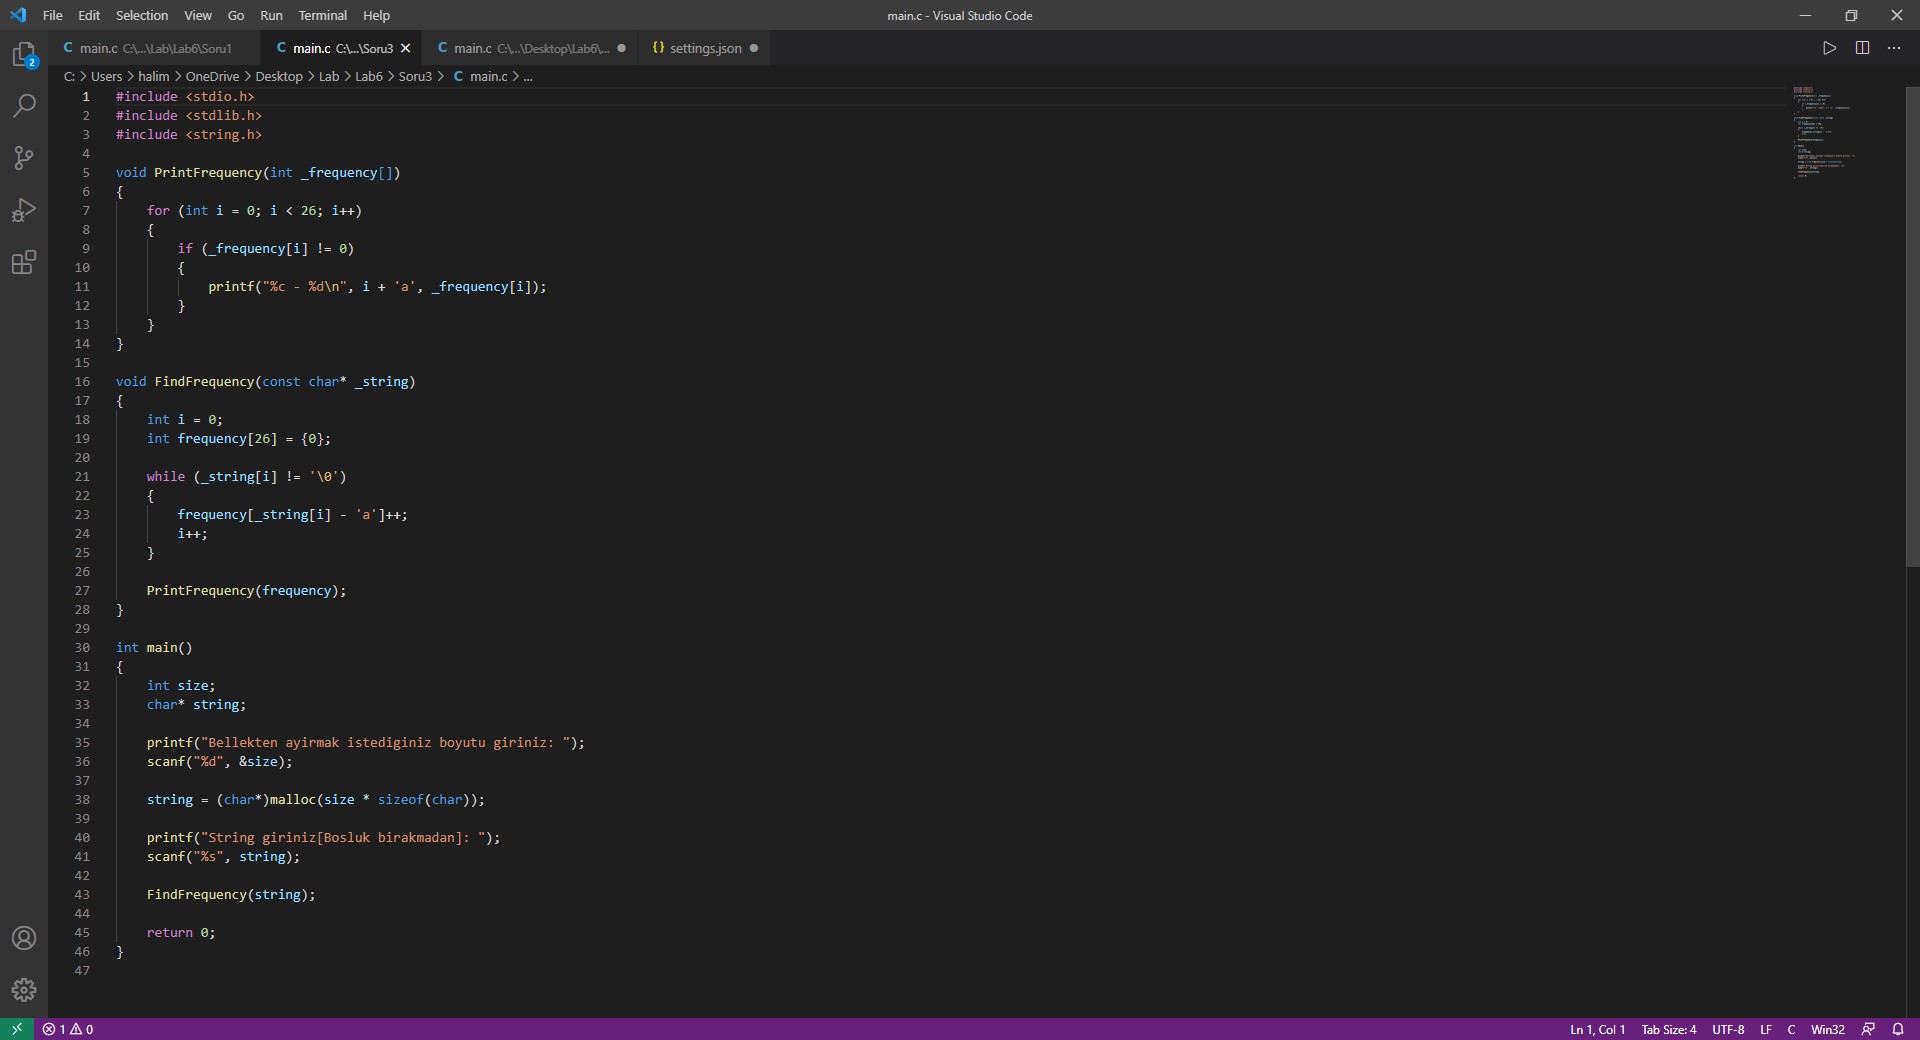 File Edit Selection View Go Run Terminal Help main.c - Visual Studio Code
main.c C:\...\Lab\Lab6\Soru1 main.c C:\...\Soru3 main.c C:\...\Desktop\Lab6\... {} settings.json
C: > Users > halim > OneDrive > Desktop > Lab > Lab6 > Soru3 > C main.c > ...
2
1 #include <stdio.h>
2 #include <stdlib.h>
3 #include <string.h>
4
5 void PrintFrequency(int _frequency[])
6 {
7     for (int i = 0; i < 26; i++)
8     {
9         if (_frequency[i] != 0)
10         {
11             printf("%c - %d\n", i + 'a', _frequency[i]);
12         }
13     }
14 }
15
16 void FindFrequency(const char* _string)
17 {
18     int i = 0;
19     int frequency[26] = {0};
20
21     while (_string[i] != '\0')
22     {
23         frequency[_string[i] - 'a']++;
24         i++;
25     }
26
27     PrintFrequency(frequency);
28 }
29
30 int main()
31 {
32     int size;
33     char* string;
34
35     printf("Bellekten ayirmak istediginiz boyutu giriniz: ");
36     scanf("%d", &size);
37
38     string = (char*)malloc(size * sizeof(char));
39
40     printf("String giriniz[Bosluk birakmadan]: ");
41     scanf("%s", string);
42
43     FindFrequency(string);
44
45     return 0;
46 }
47
1 0 Ln 1, Col 1 Tab Size: 4 UTF-8 LF C Win32